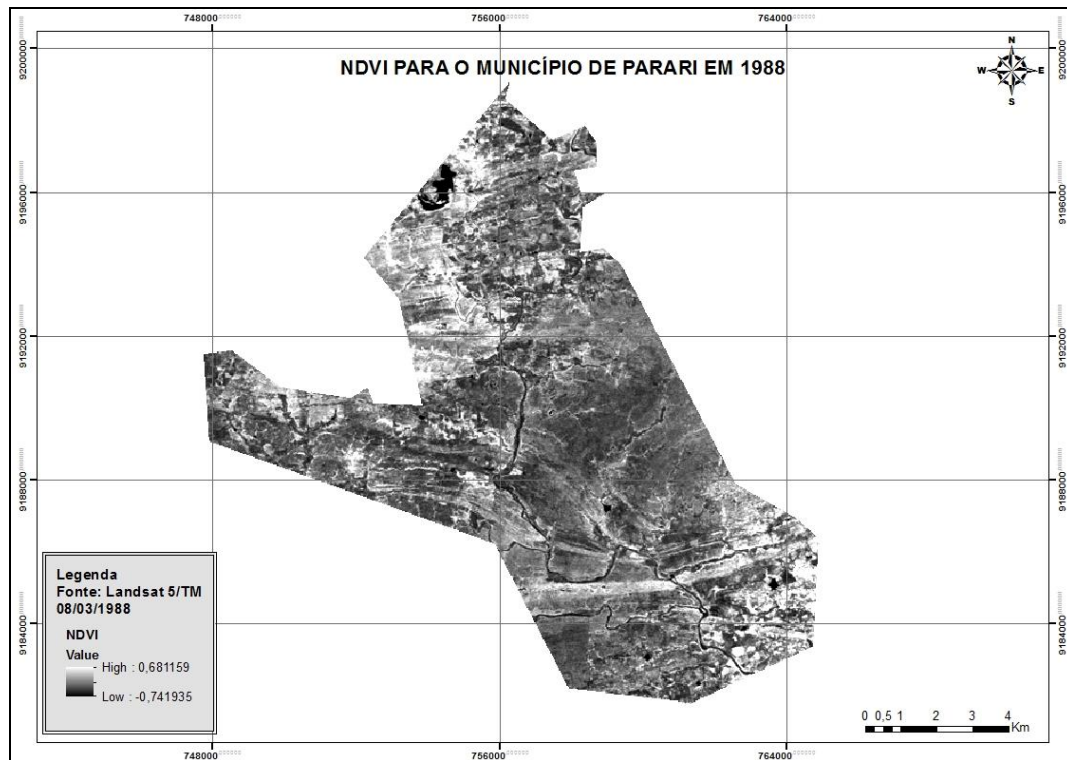 748000 756000 764000
NDVI PARA O MUNICÍPIO DE PARARI EM 1988
N
W E
S
9200000 9200000
9196000 9196000
9192000 9192000
9188000 9188000
9184000 9184000
Legenda
Fonte: Landsat 5/TM
08/03/1988
NDVI
Value
High : 0,681159
Low : -0,741935
0 0,5 1 2 3 4
Km
748000 756000 764000